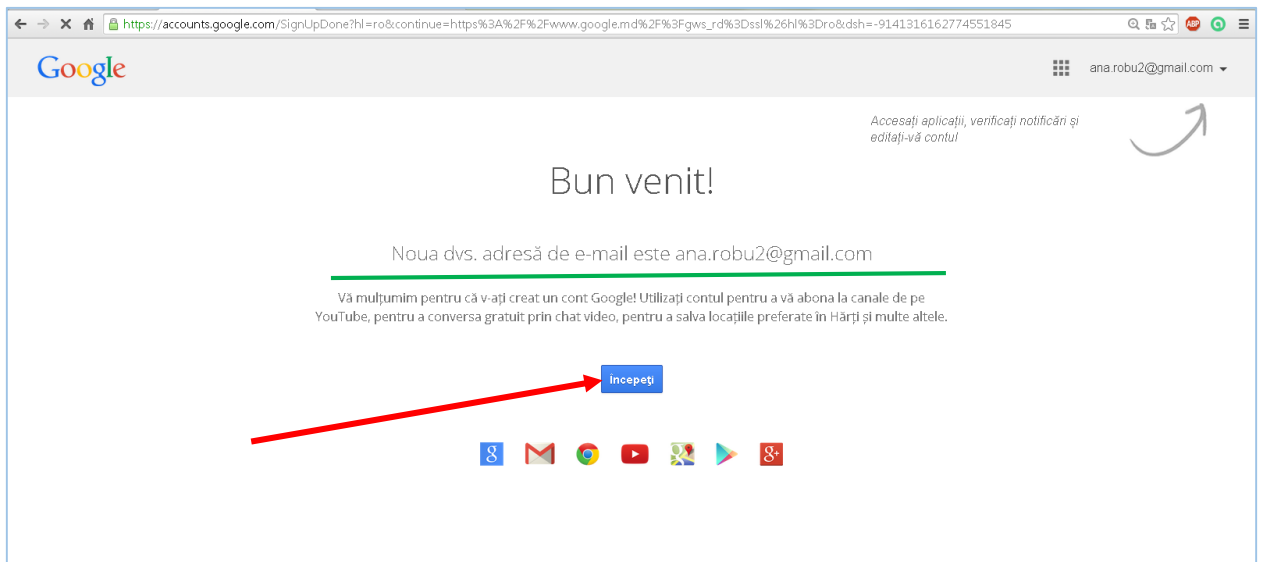 https://accounts.google.com/SignUpDone?hl=ro&continue=https%3A%2F%2Fwww.google.md%2F%3Fgws_rd%3Dssl%26hl%3Dro&dsh=-9141316162774551845
ABP
Google
ana.robu2@gmail.com
Accesați aplicații, verificați notificări și
editați-vă contul
Bun venit!
Noua dvs. adresă de e-mail este ana.robu2@gmail.com
Vă mulțumim pentru că v-ați creat un cont Google! Utilizați contul pentru a vă abona la canale de pe
YouTube, pentru a conversa gratuit prin chat video, pentru a salva locațiile preferate în Hărți și multe altele.
Începeți
g g+